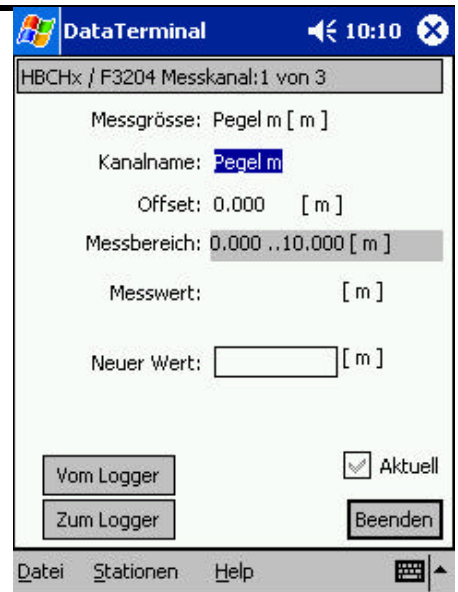 DataTerminal 10:10
HBCHx / F3204 Messkanal:1 von 3
Messgrösse: Pegel m [ m ]
Kanalname: Pegel m
Offset: 0.000 [ m ]
Messbereich: 0.000 ..10.000 [ m ]
Messwert: [ m ]
Neuer Wert: [ m ]
Aktuell
Vom Logger
Zum Logger Beenden
Datei Stationen Help